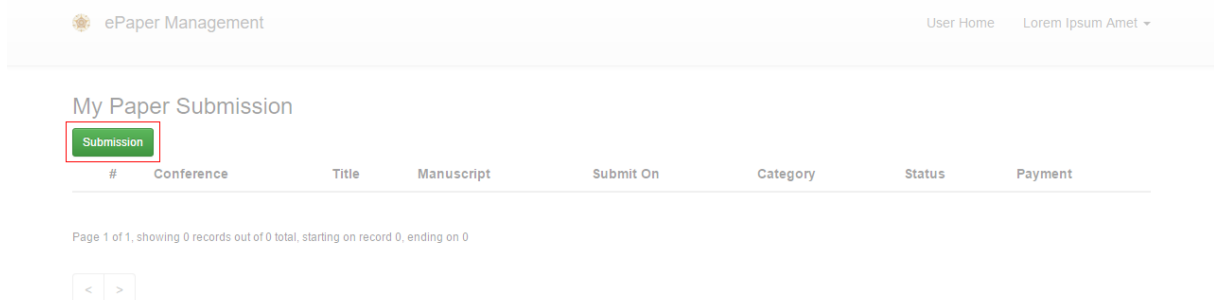 ePaper Management User Home Lorem Ipsum Amet
My Paper Submission
Submission
# Conference Title Manuscript Submit On Category Status Payment
Page 1 of 1, showing 0 records out of 0 total, starting on record 0, ending on 0
< >